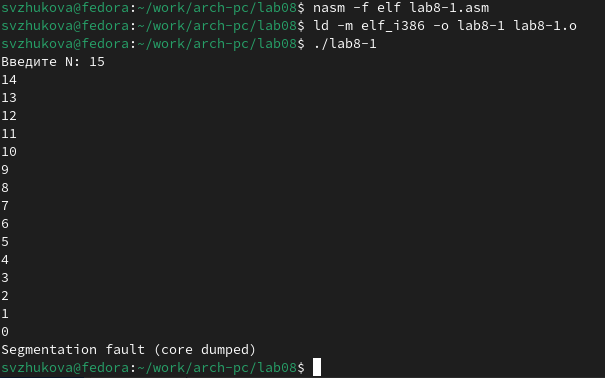 svzhukova@fedora:~/work/arch-pc/lab08$ nasm -f elf lab8-1.asm
svzhukova@fedora:~/work/arch-pc/lab08$ ld -m elf_i386 -o lab8-1 lab8-1.o
svzhukova@fedora:~/work/arch-pc/lab08$ ./lab8-1
Введите N: 15
14
13
12
11
10
9
8
7
6
5
4
3
2
1
0
Segmentation fault (core dumped)
svzhukova@fedora:~/work/arch-pc/lab08$